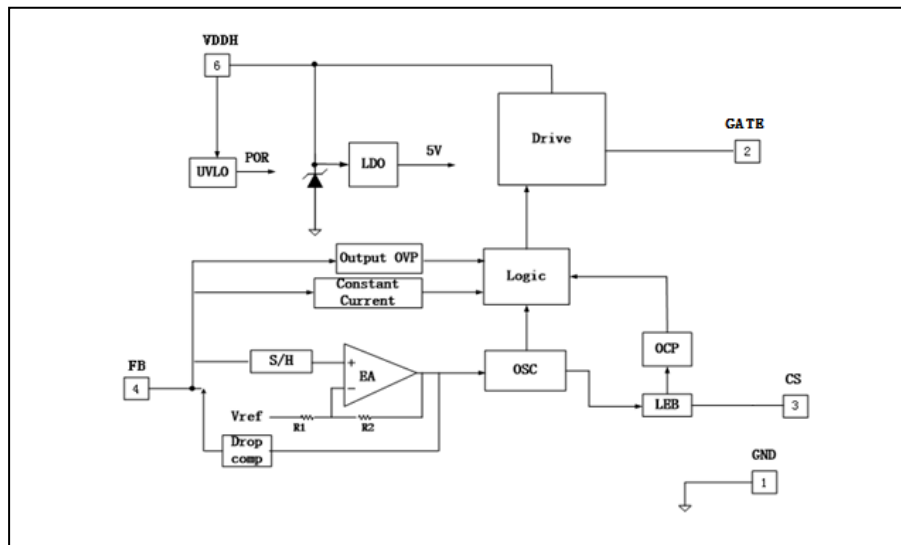 VDDH
6
GATE
2
Drive
UVLO
POR
LDO
5V
Output OVP
Constant
Current
Logic
OCP
FB
4
S/H
+
EA
−
OSC
LEB
CS
3
Vref
R1
R2
Drop
comp
GND
1